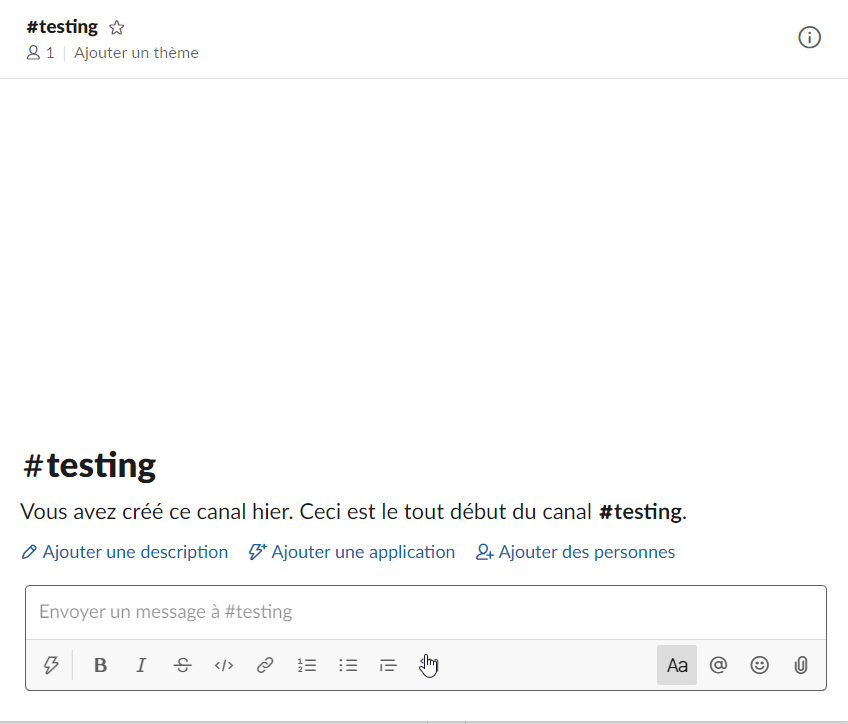 #testing
1 | Ajouter un thème
#testing
Vous avez créé ce canal hier. Ceci est le tout début du canal #testing.
Ajouter une description Ajouter une application Ajouter des personnes
Envoyer un message à #testing
B I S </> Aa @